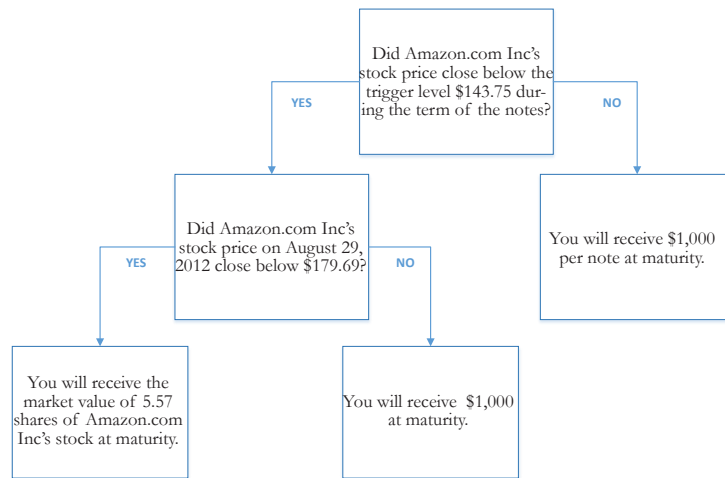 Did Amazon.com Inc's
stock price close below the
trigger level $143.75 dur-
ing the term of the notes?
YES
NO
Did Amazon.com Inc's
stock price on August 29,
2012 close below $179.69?
You will receive $1,000
per note at maturity.
YES
NO
You will receive the
market value of 5.57
shares of Amazon.com
Inc's stock at maturity.
You will receive $1,000
at maturity.